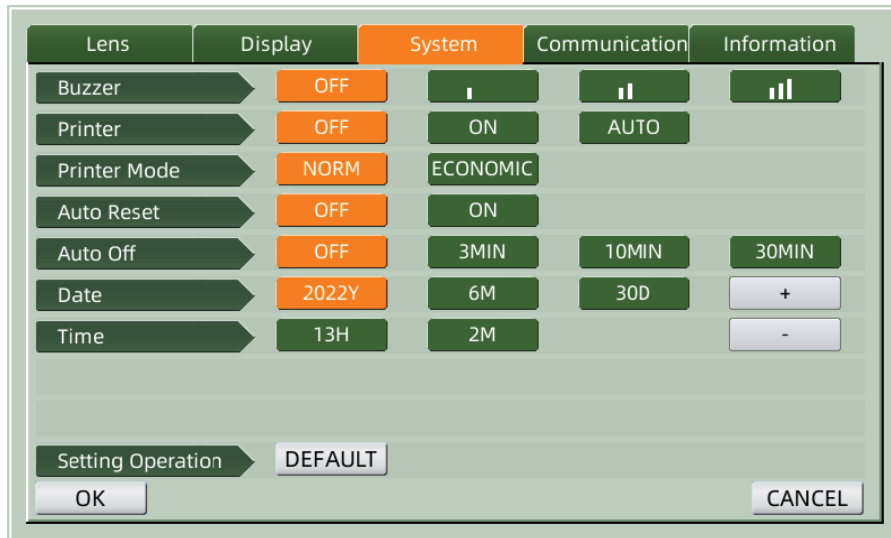 Lens Display System Communication Information
Buzzer OFF
Printer OFF ON AUTO
Printer Mode NORM ECONOMIC
Auto Reset OFF ON
Auto Off OFF 3MIN 10MIN 30MIN
Date 2022Y 6M 30D +
Time 13H 2M -
Setting Operation DEFAULT
OK CANCEL